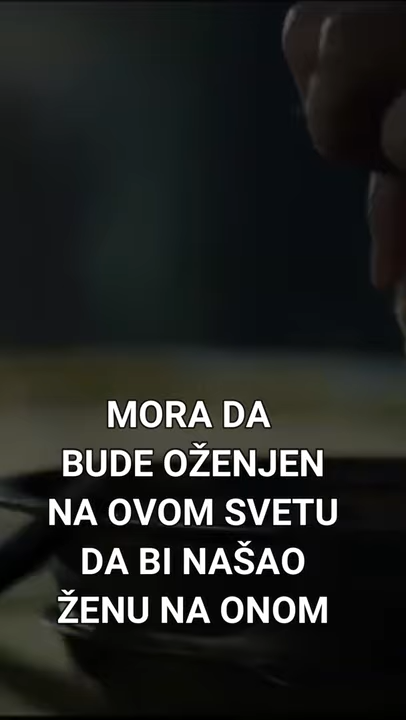 MORA DA
BUDE OŽENJEN
NA OVOM SVETU
DA BI NAŠAO
ŽENU NA ONOM